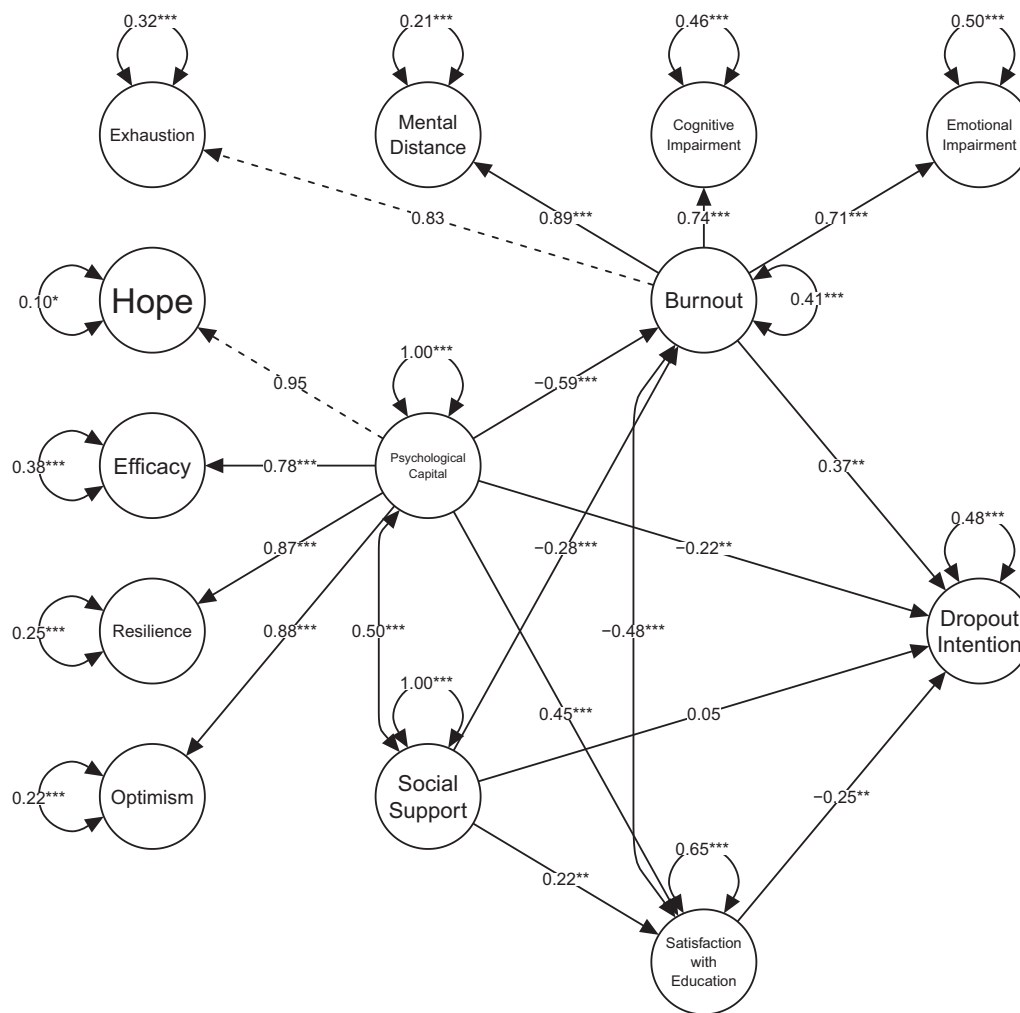 0.32***
0.21***
0.46***
0.50***
Exhaustion
Mental
Distance
Cognitive
Impairment
Emotional
Impairment
0.83
0.89***
0.74***
0.71***
0.10*
Hope
Burnout
0.41***
1.00***
0.95
−0.59***
0.38***
Efficacy
0.78***
Psychological
Capital
0.37**
0.87***
−0.28***
−0.22**
0.48***
0.25***
Resilience
0.88***
0.50***
−0.48***
Dropout
Intention
1.00***
0.45***
0.05
0.22***
Optimism
Social
Support
−0.25**
0.65***
0.22**
Satisfaction
with
Education